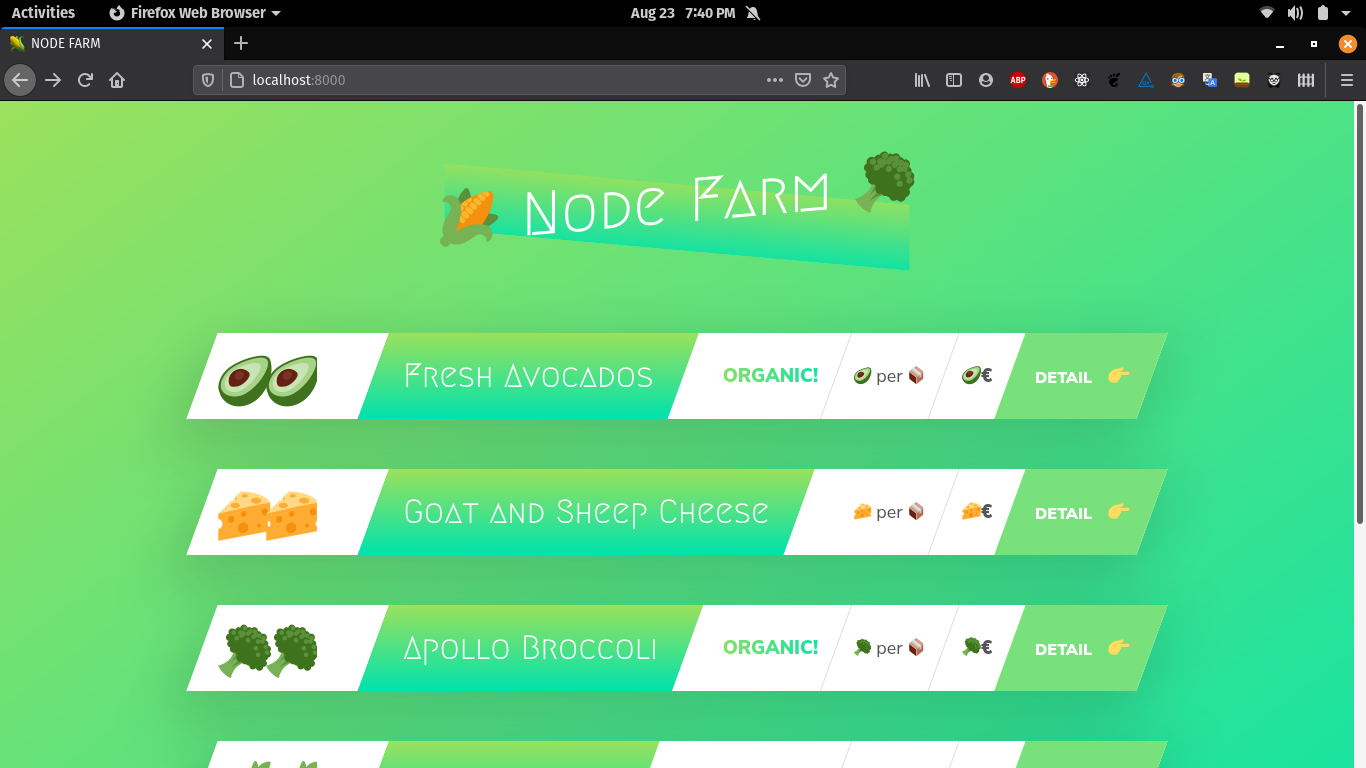 Activities Firefox Web Browser Aug 23 7:40 PM
NODE FARM
localhost:8000
ABP
Node Farm
Fresh Avocados ORGANIC! 🥑 per 📦 🥑€ DETAIL 👉
Goat and Sheep Cheese 🧀 per 📦 🧀€ DETAIL 👉
Apollo Broccoli ORGANIC! 🥦 per 📦 🥦€ DETAIL 👉